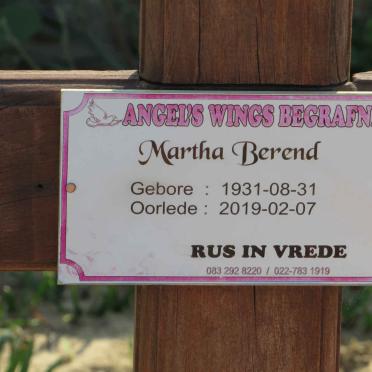 ANGEL'S WINGS
Martha Berend
Gebore : 1931-08-31
Oorlede : 2019-02-07
RUS IN VREDE
083 292 8220 / 022-783 1919